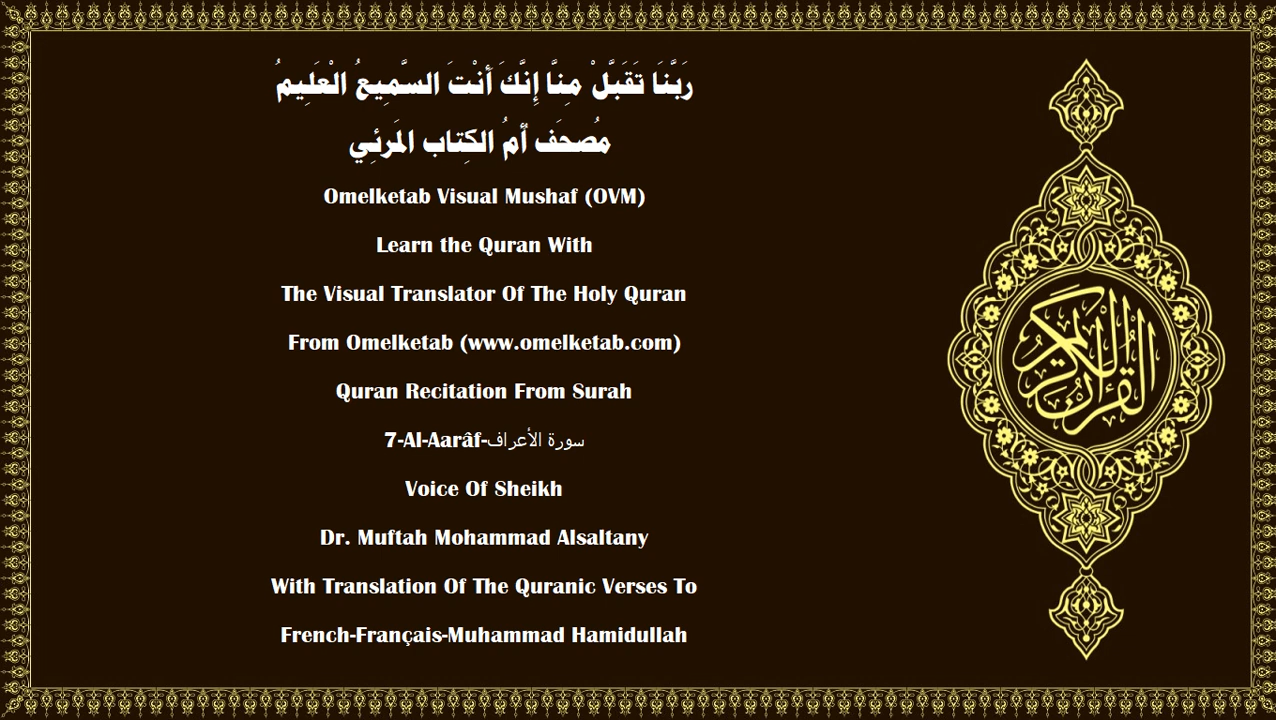 رَبَّنَا تَقَبَّلْ مِنَّا إِنَّكَ أَنْتَ السَّمِيعُ الْعَلِيمُ
مُصحَف أمُ الكِتاب المَرئِي
Omelketab Visual Mushaf (OVM)
Learn the Quran With
The Visual Translator Of The Holy Quran
From Omelketab (www.omelketab.com)
Quran Recitation From Surah
7-Al-Aarâf-سورة الأعراف
Voice Of Sheikh
Dr. Muftah Mohammad Alsaltany
With Translation Of The Quranic Verses To
French-Français-Muhammad Hamidullah
القرآن الكريم